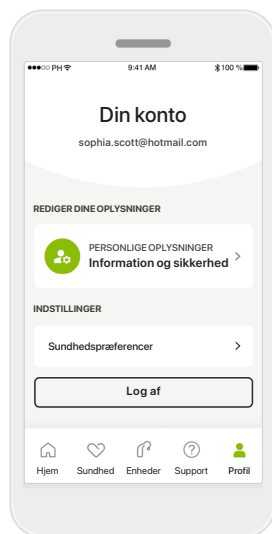 ●●●○○ PH 9:41 AM 100 %
Din konto
sophia.scott@hotmail.com
REDIGER DINE OPLYSNINGER
PERSONLIGE OPLYSNINGER
Information og sikkerhed
INDSTILLINGER
Sundhedspræferencer
Log af
Hjem Sundhed Enheder Support Profil